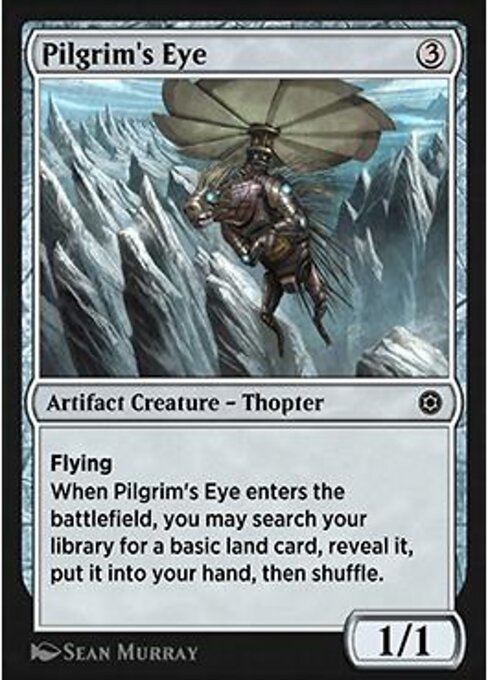 Pilgrim's Eye 3
Artifact Creature – Thopter
Flying
When Pilgrim's Eye enters the
battlefield, you may search your
library for a basic land card, reveal it,
put it into your hand, then shuffle.
1/1
Sean Murray